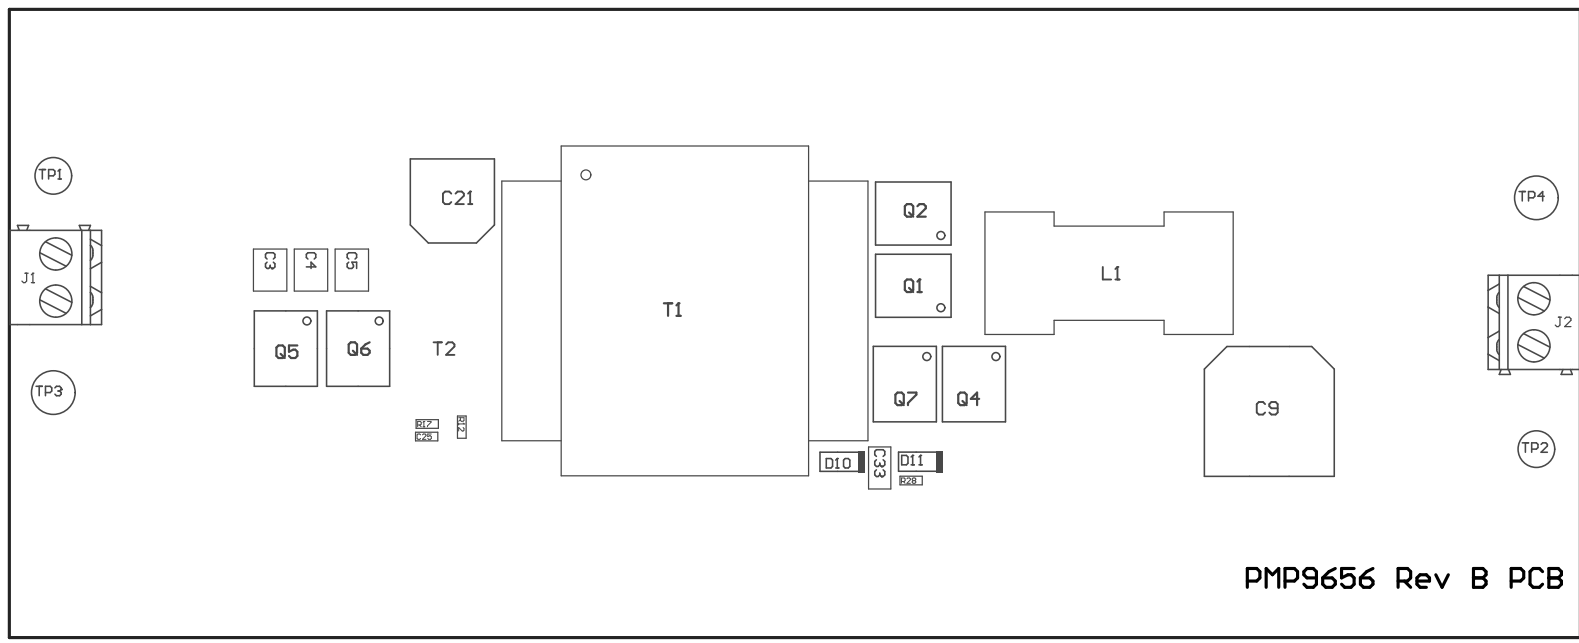 TP1
C21
TP4
Q2
C3 C4 C5
J1
L1
Q1
T1
J2
Q5 Q6 T2
TP3
Q7 Q4
C9
R17
R12
C25
TP2
D10
C33
D11
R28
PMP9656 Rev B PCB